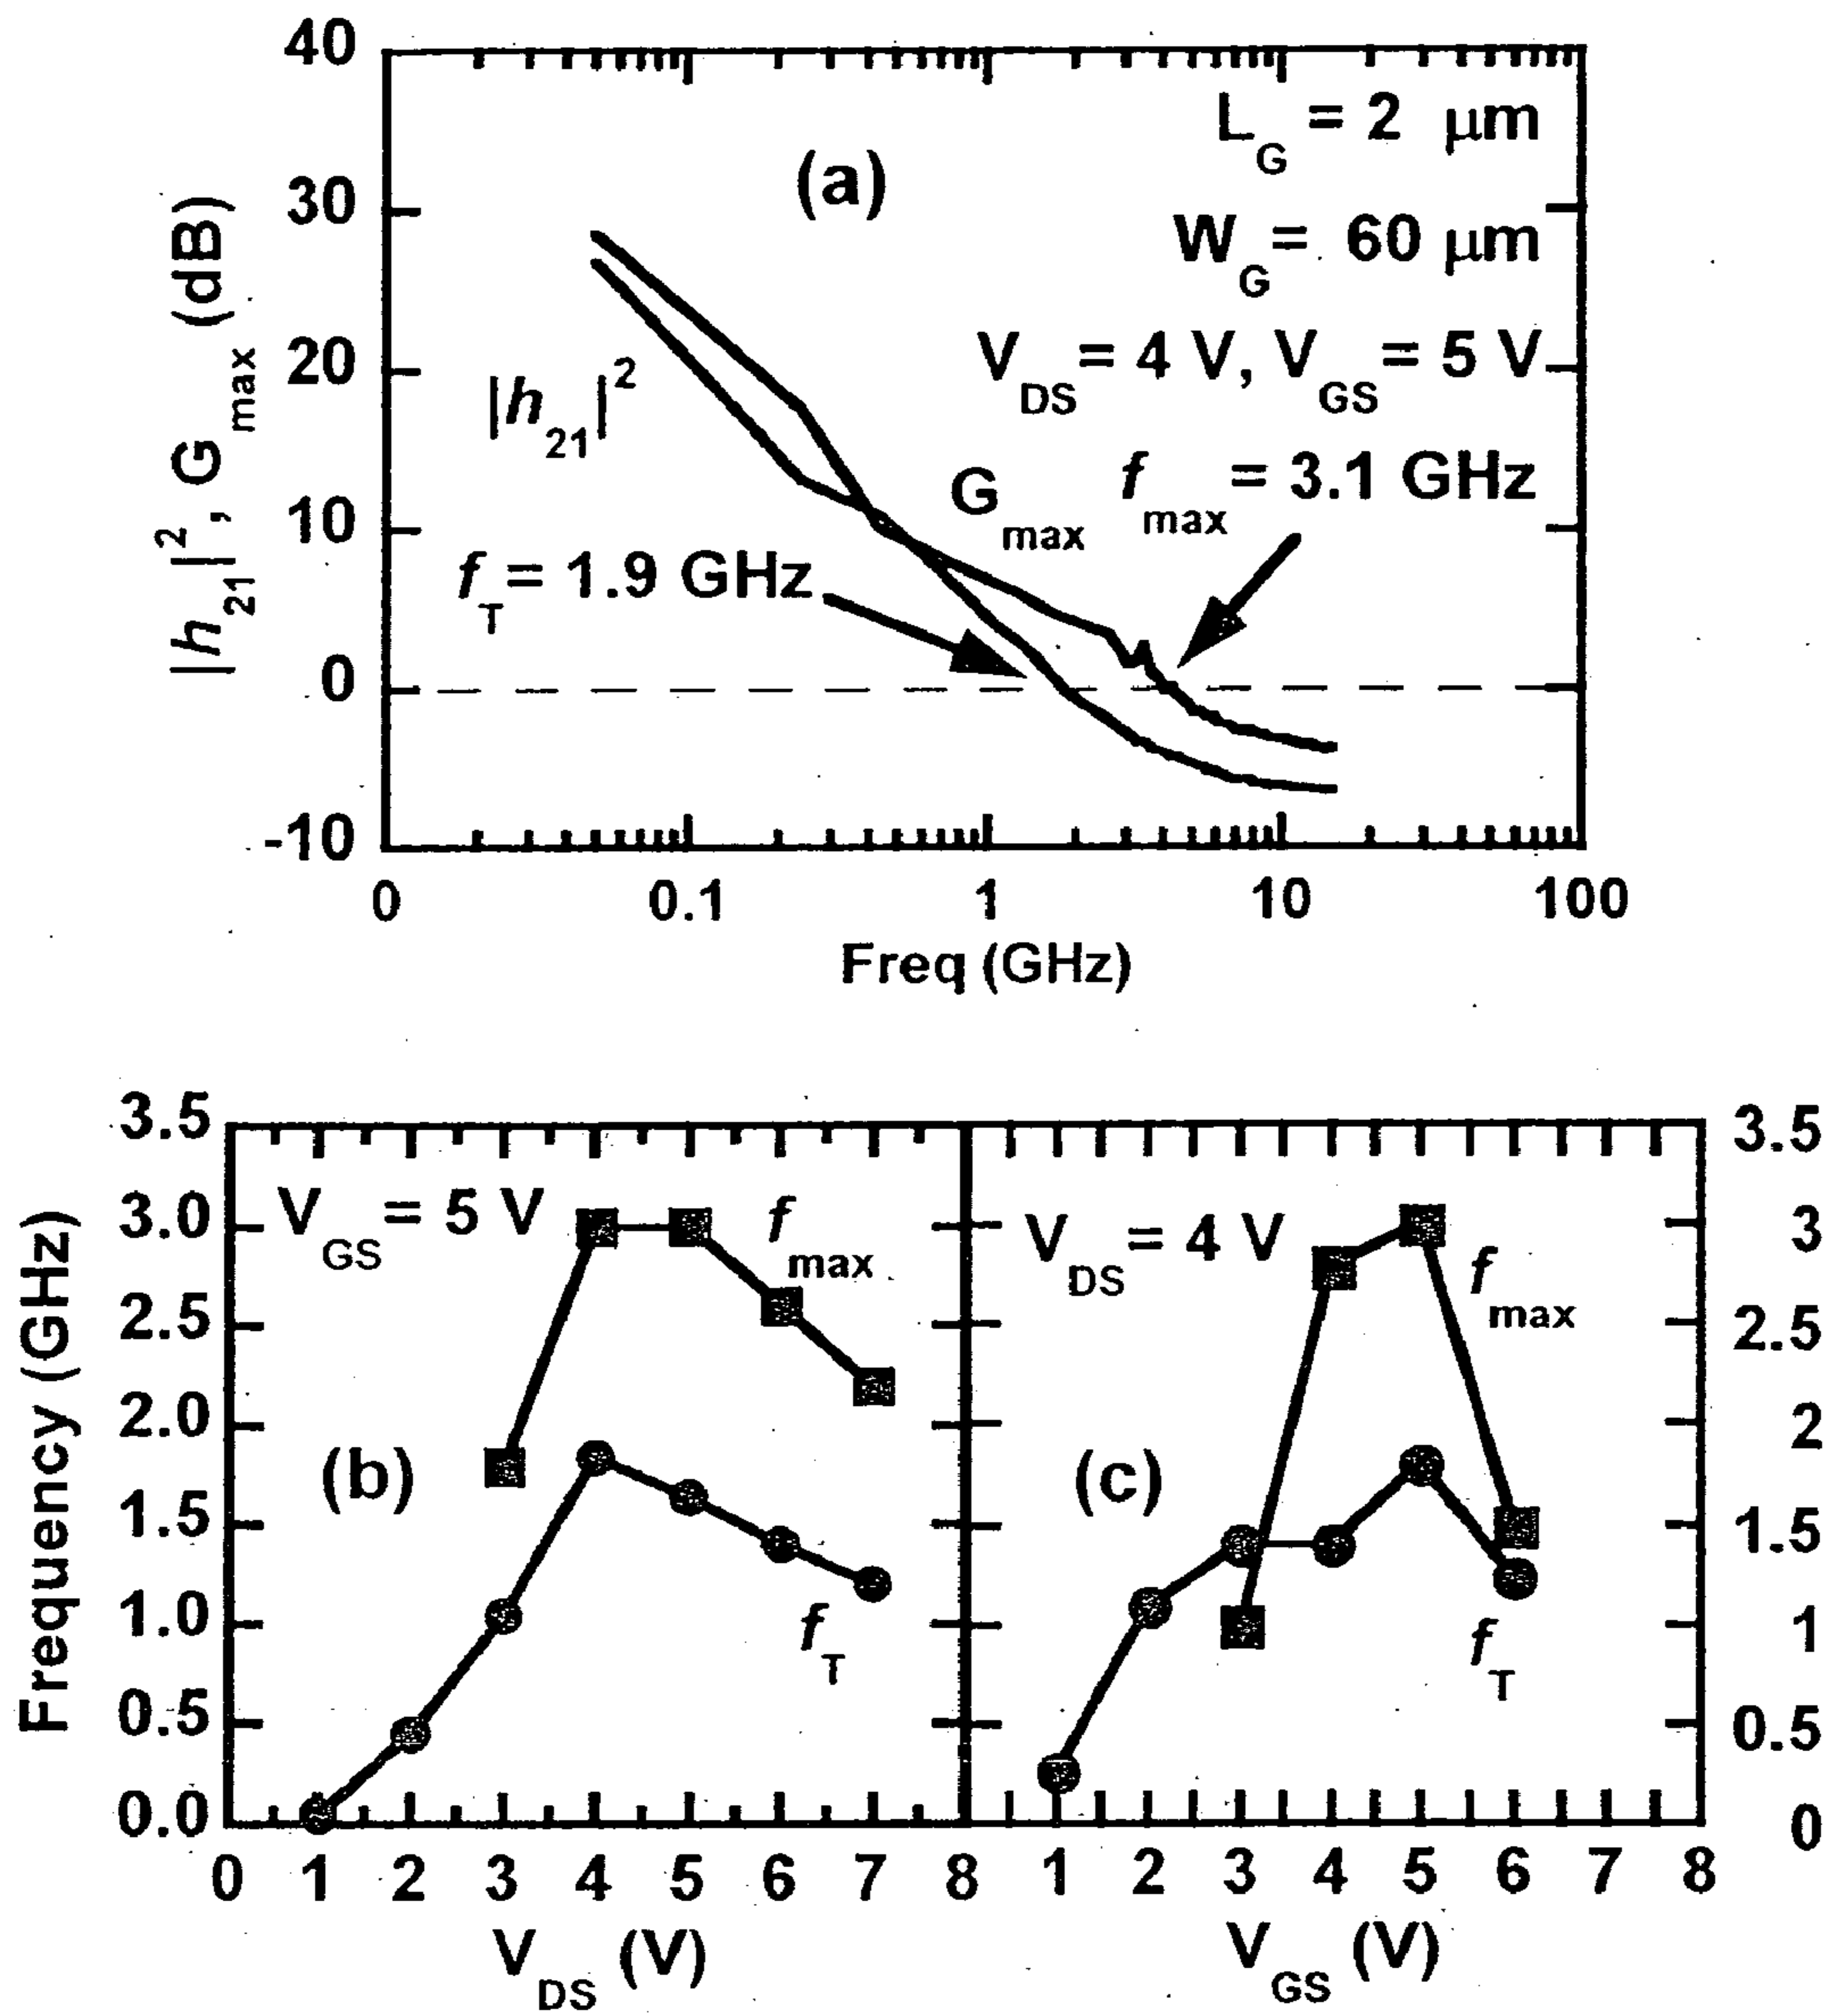 40
30
20
10
0
-10
|h21|², Gmax (dB)
(a)
LG = 2 μm
WG = 60 μm
VDS = 4 V, VGS = 5 V
|h21|²
Gmax
fmax = 3.1 GHz
fT = 1.9 GHz
0 0.1 1 10 100
Freq (GHz)
3.5
3.0
2.5
2.0
1.5
1.0
0.5
0.0
Frequency (GHz)
VGS = 5 V
fmax
(b)
fT
0 1 2 3 4 5 6 7 8
VDS (V)
VDS = 4 V
fmax
(c)
fT
1 2 3 4 5 6 7 8
VGS (V)
3.5
3
2.5
2
1.5
1
0.5
0